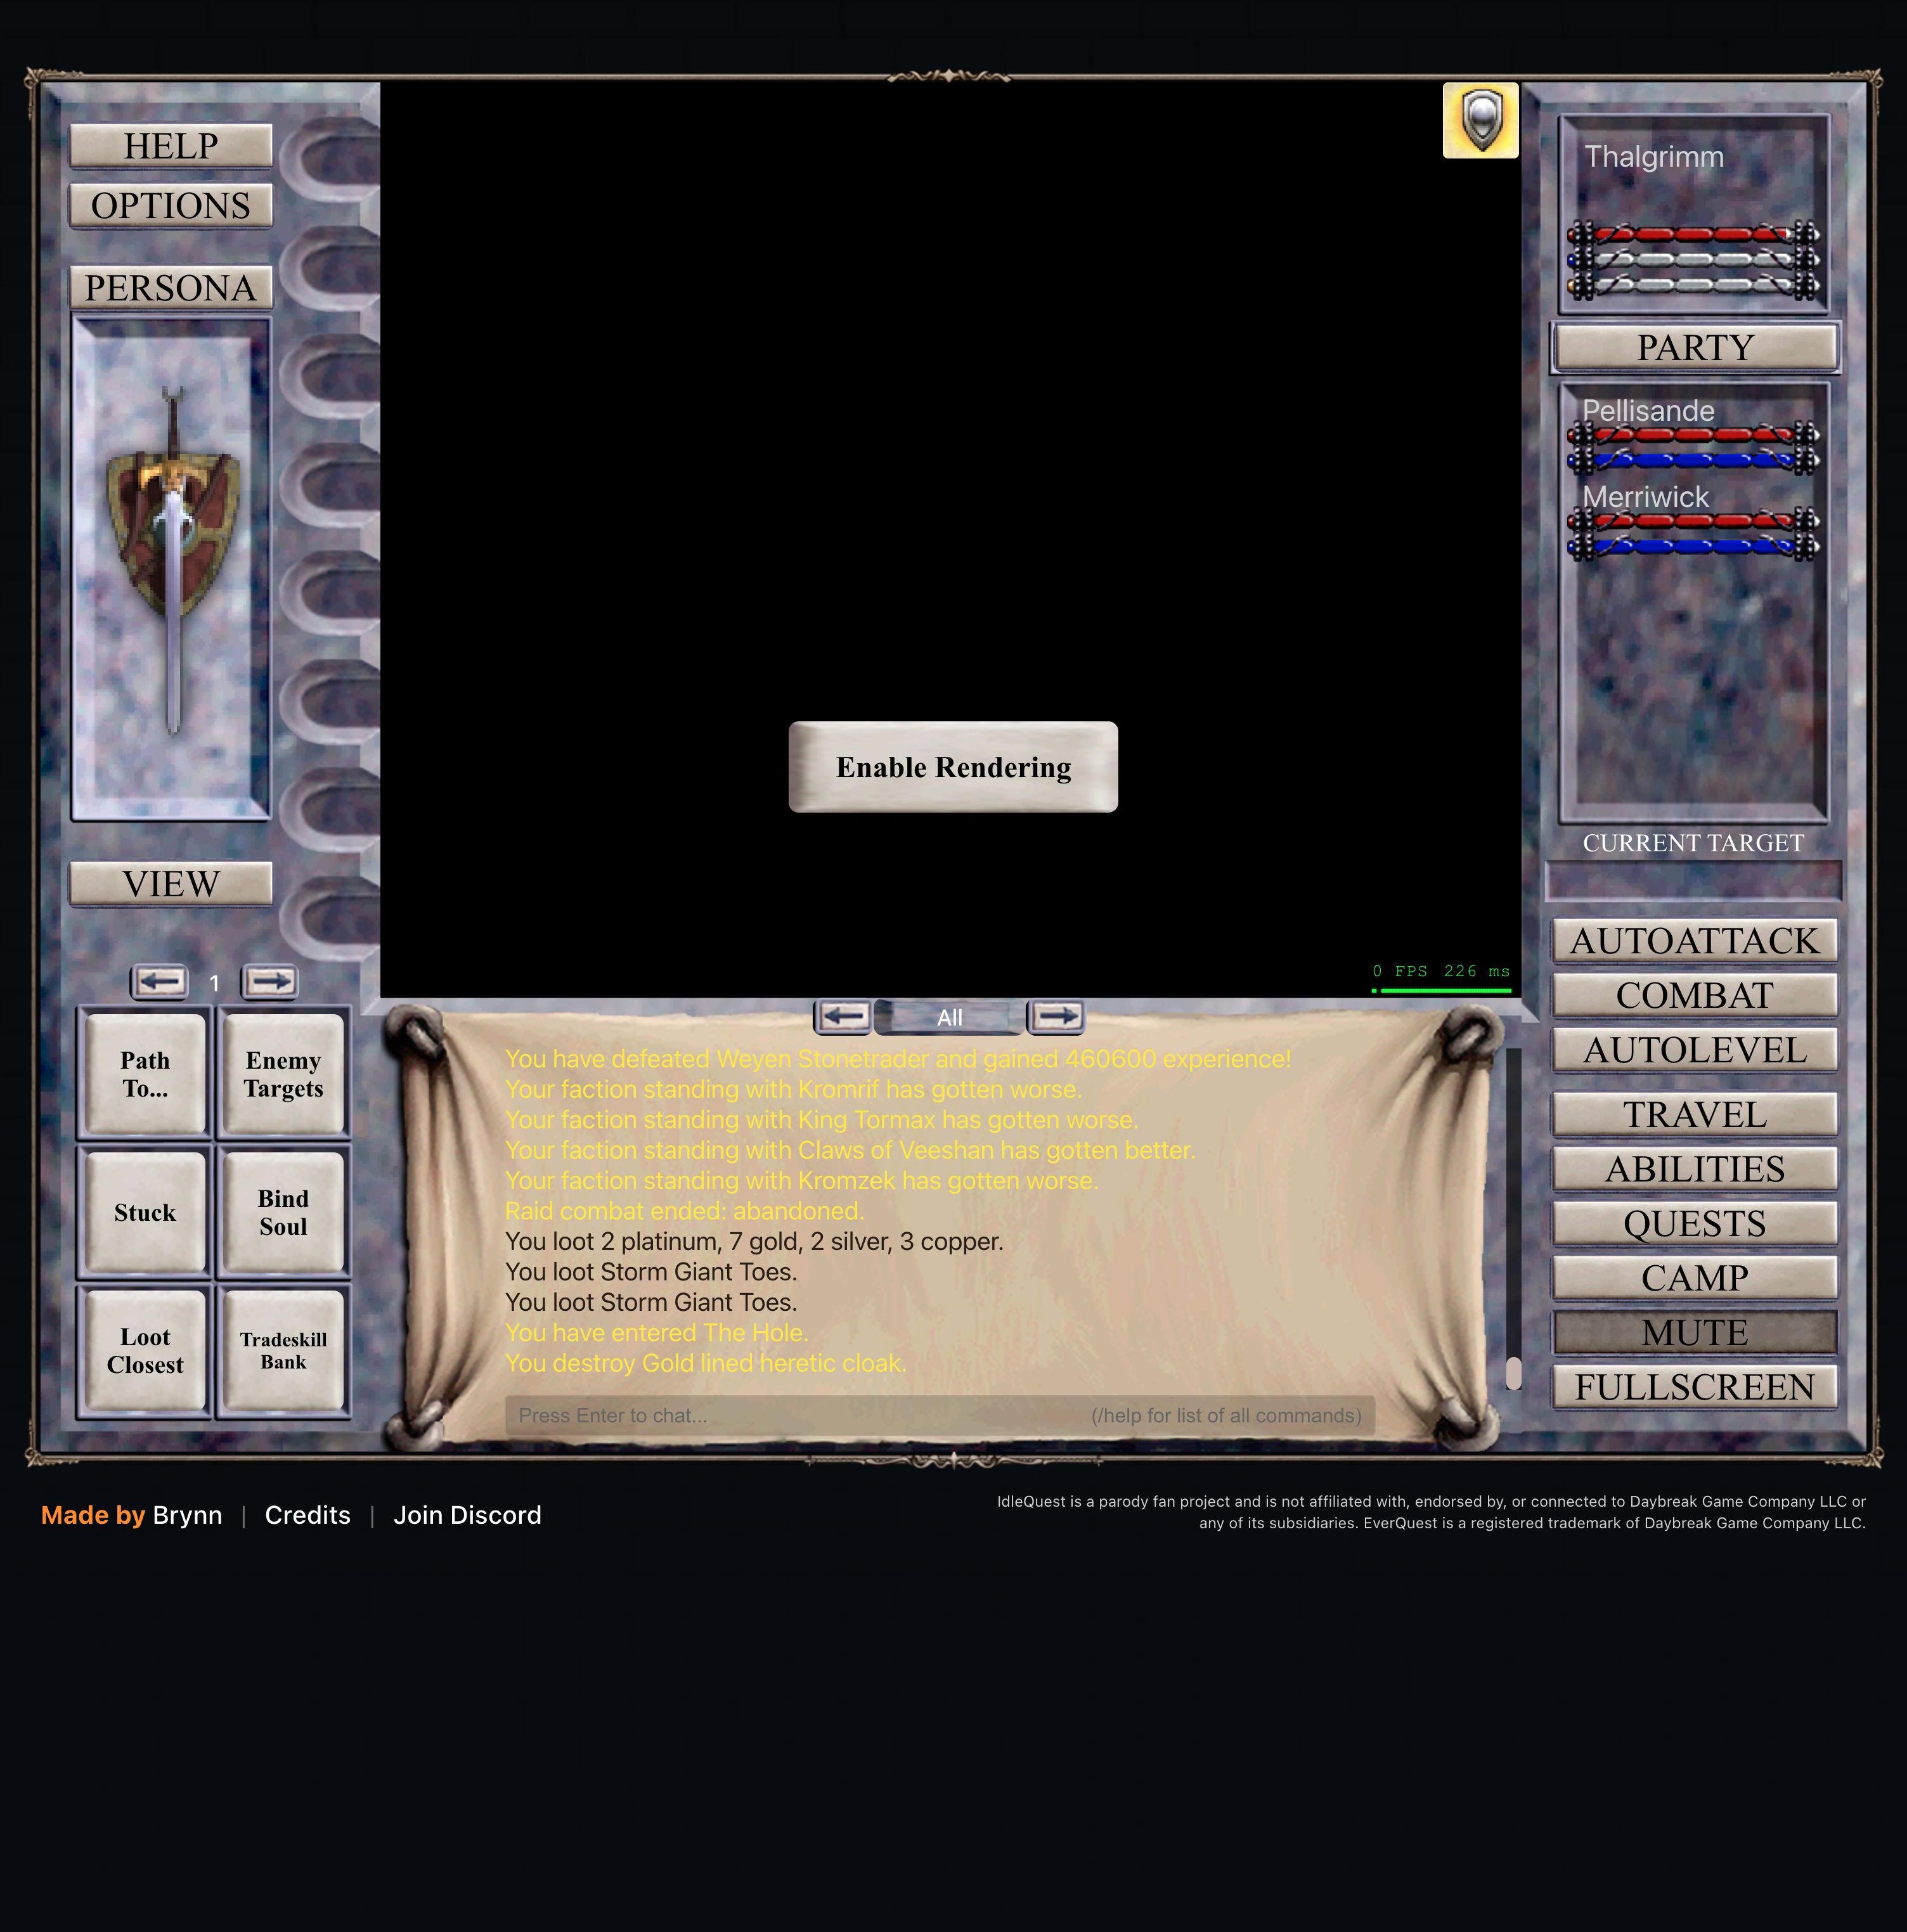 HELP
OPTIONS
PERSONA
VIEW
1
Path
To...
Enemy
Targets
Stuck
Bind
Soul
Loot
Closest
Tradeskill
Bank
Enable Rendering
0 FPS 226 ms
All
You have defeated Weyen Stonetrader and gained 460600 experience!
Your faction standing with Kromrif has gotten worse.
Your faction standing with King Tormax has gotten worse.
Your faction standing with Claws of Veeshan has gotten better.
Your faction standing with Kromzek has gotten worse.
Raid combat ended: abandoned.
You loot 2 platinum, 7 gold, 2 silver, 3 copper.
You loot Storm Giant Toes.
You loot Storm Giant Toes.
You have entered The Hole.
You destroy Gold lined heretic cloak.
Press Enter to chat... (/help for list of all commands)
Thalgrimm
PARTY
Pellisande
Merriwick
CURRENT TARGET
AUTOATTACK
COMBAT
AUTOLEVEL
TRAVEL
ABILITIES
QUESTS
CAMP
MUTE
FULLSCREEN
Made by Brynn | Credits | Join Discord
IdleQuest is a parody fan project and is not affiliated with, endorsed by, or connected to Daybreak Game Company LLC or
any of its subsidiaries. EverQuest is a registered trademark of Daybreak Game Company LLC.